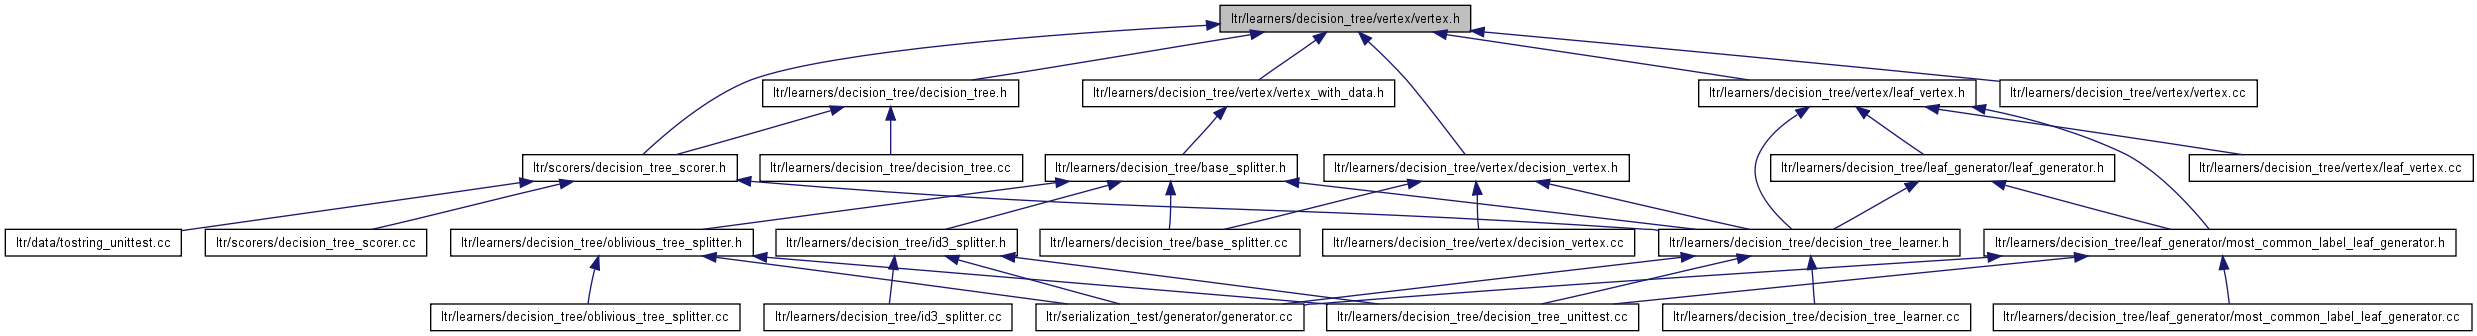 ltr/learners/decision_tree/vertex/vertex.h
ltr/learners/decision_tree/decision_tree.h
ltr/learners/decision_tree/vertex/vertex_with_data.h
ltr/learners/decision_tree/vertex/leaf_vertex.h
ltr/learners/decision_tree/vertex/vertex.cc
ltr/scorers/decision_tree_scorer.h
ltr/learners/decision_tree/decision_tree.cc
ltr/learners/decision_tree/base_splitter.h
ltr/learners/decision_tree/vertex/decision_vertex.h
ltr/learners/decision_tree/leaf_generator/leaf_generator.h
ltr/learners/decision_tree/vertex/leaf_vertex.cc
ltr/data/tostring_unittest.cc
ltr/scorers/decision_tree_scorer.cc
ltr/learners/decision_tree/oblivious_tree_splitter.h
ltr/learners/decision_tree/id3_splitter.h
ltr/learners/decision_tree/base_splitter.cc
ltr/learners/decision_tree/vertex/decision_vertex.cc
ltr/learners/decision_tree/decision_tree_learner.h
ltr/learners/decision_tree/leaf_generator/most_common_label_leaf_generator.h
ltr/learners/decision_tree/oblivious_tree_splitter.cc
ltr/learners/decision_tree/id3_splitter.cc
ltr/serialization_test/generator/generator.cc
ltr/learners/decision_tree/decision_tree_unittest.cc
ltr/learners/decision_tree/decision_tree_learner.cc
ltr/learners/decision_tree/leaf_generator/most_common_label_leaf_generator.cc